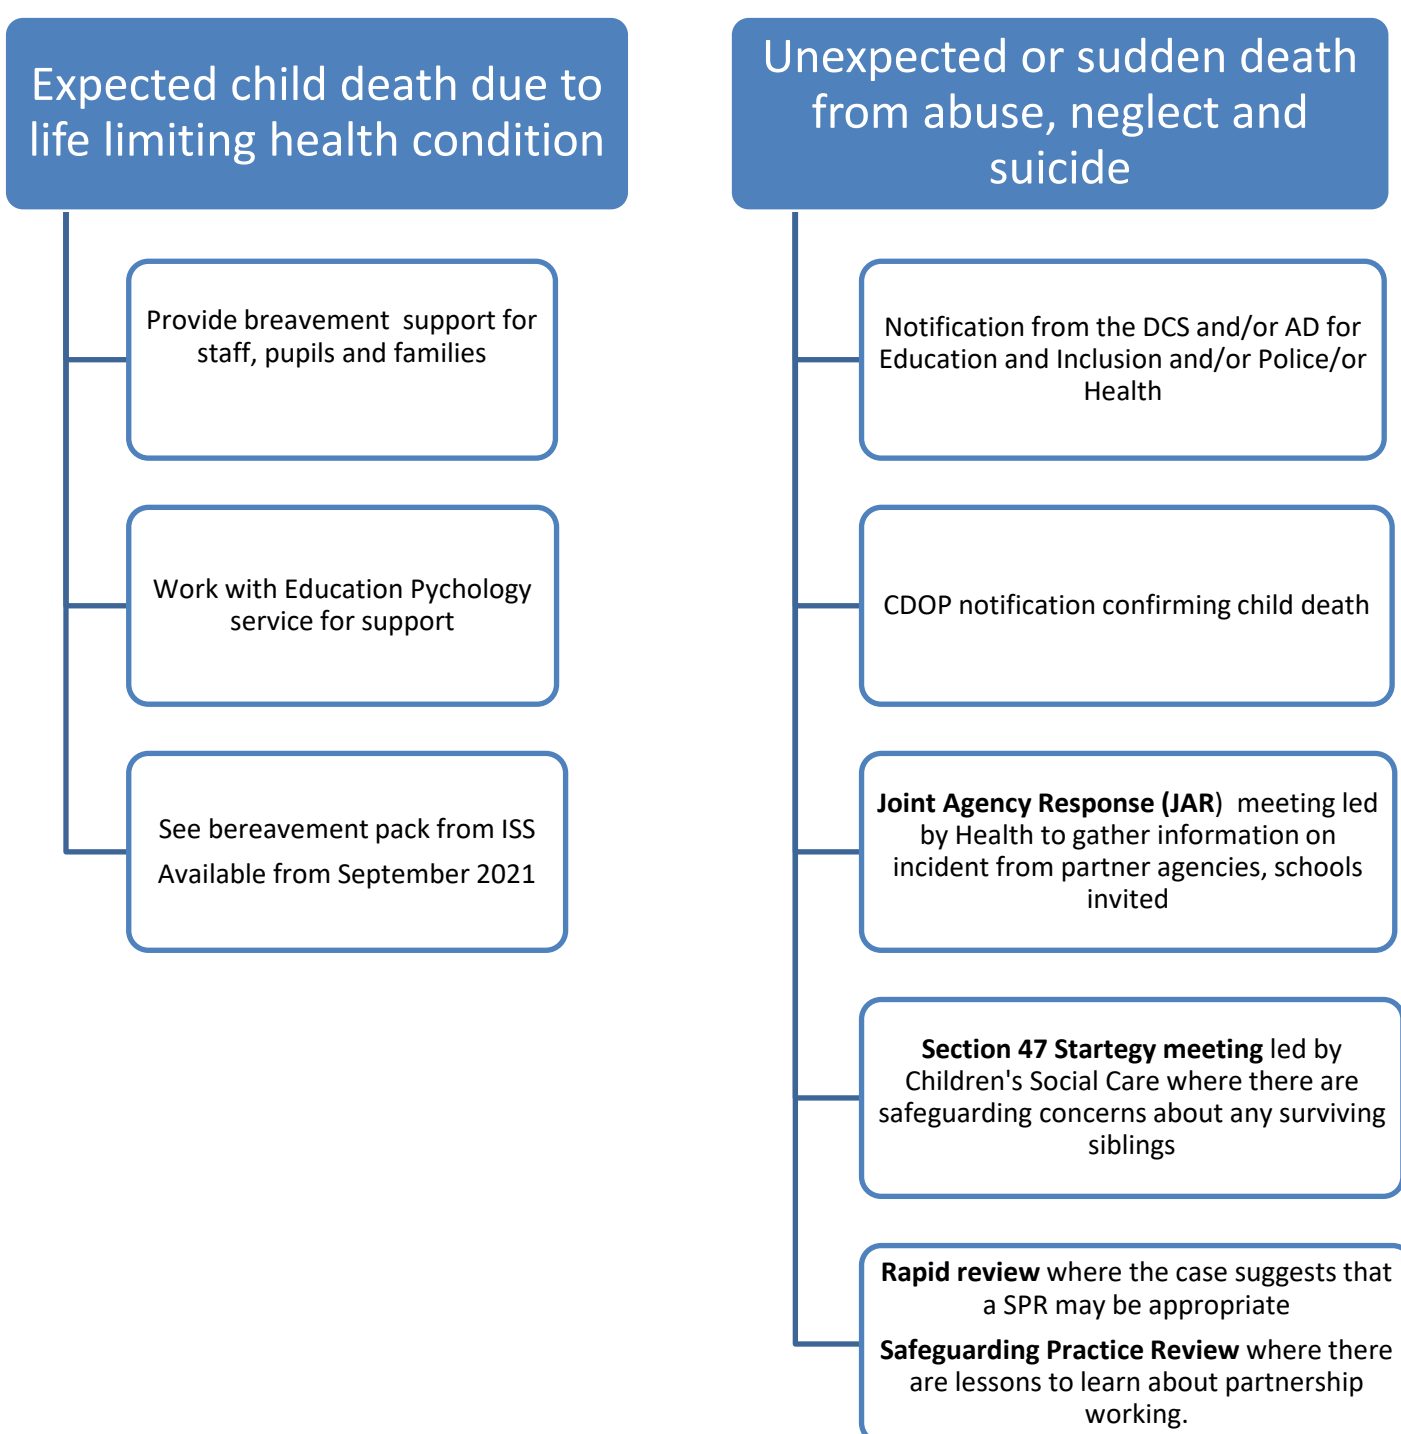 Expected child death due to
life limiting health condition
Provide breavement  support for
staff, pupils and families
Work with Education Pychology
service for support
See bereavement pack from ISS
Available from September 2021
Unexpected or sudden death
from abuse, neglect and
suicide
Notification from the DCS and/or AD for
Education and Inclusion and/or Police/or
Health
CDOP notification confirming child death
Joint Agency Response (JAR)  meeting led
by Health to gather information on
incident from partner agencies, schools
invited
Section 47 Startegy meeting led by
Children's Social Care where there are
safeguarding concerns about any surviving
siblings
Rapid review where the case suggests that
a SPR may be appropriate
Safeguarding Practice Review where there
are lessons to learn about partnership
working.